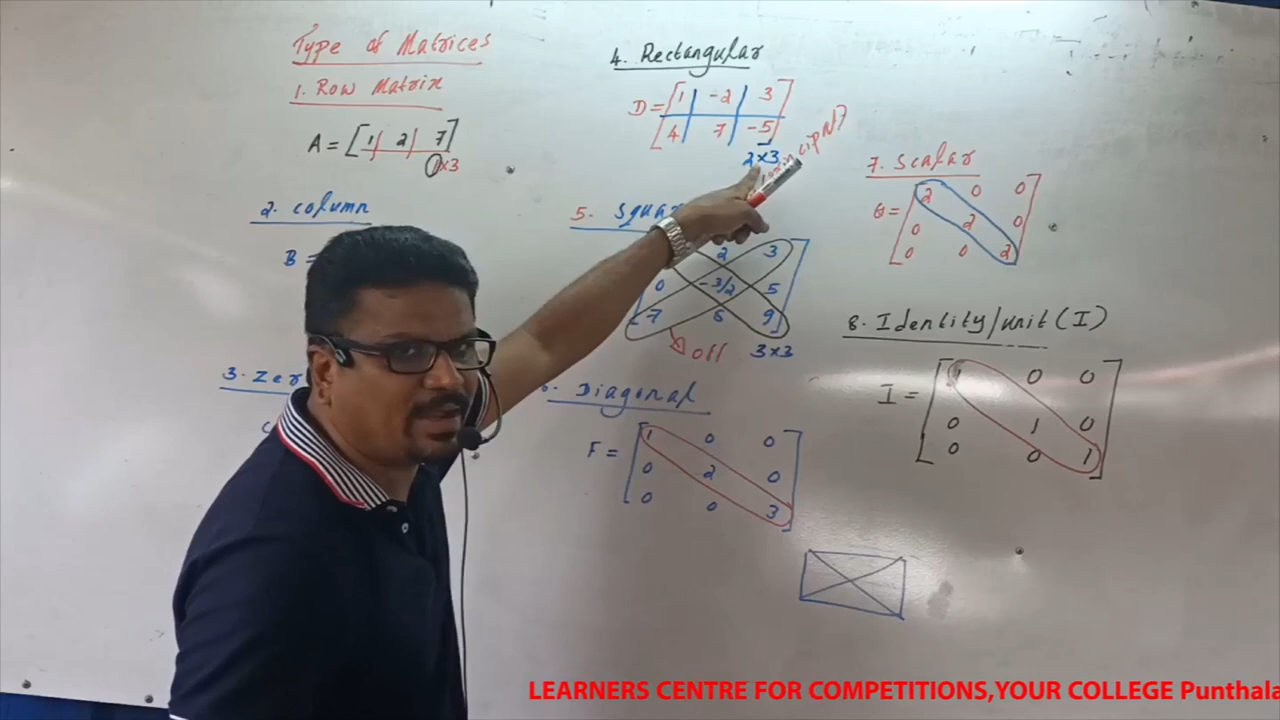 Type of Matrices
1. Row Matrix
A = [1 2 7]
1×3
2. column
B =
3. Zer
4. Rectangular
D = [1 -2 3
4 7 -5]
2×3
5. Squar
2 3
0 -3/2 5
7 6 9
off 3×3
Diagonal
F = [1 0 0
0 2 0
0 0 3]
7. Scalar
G = [2 0 0
0 2 0
0 0 2]
8. Identity/unit (I)
I = [1 0 0
0 1 0
0 0 1]
LEARNERS CENTRE FOR COMPETITIONS,YOUR COLLEGE Punthala